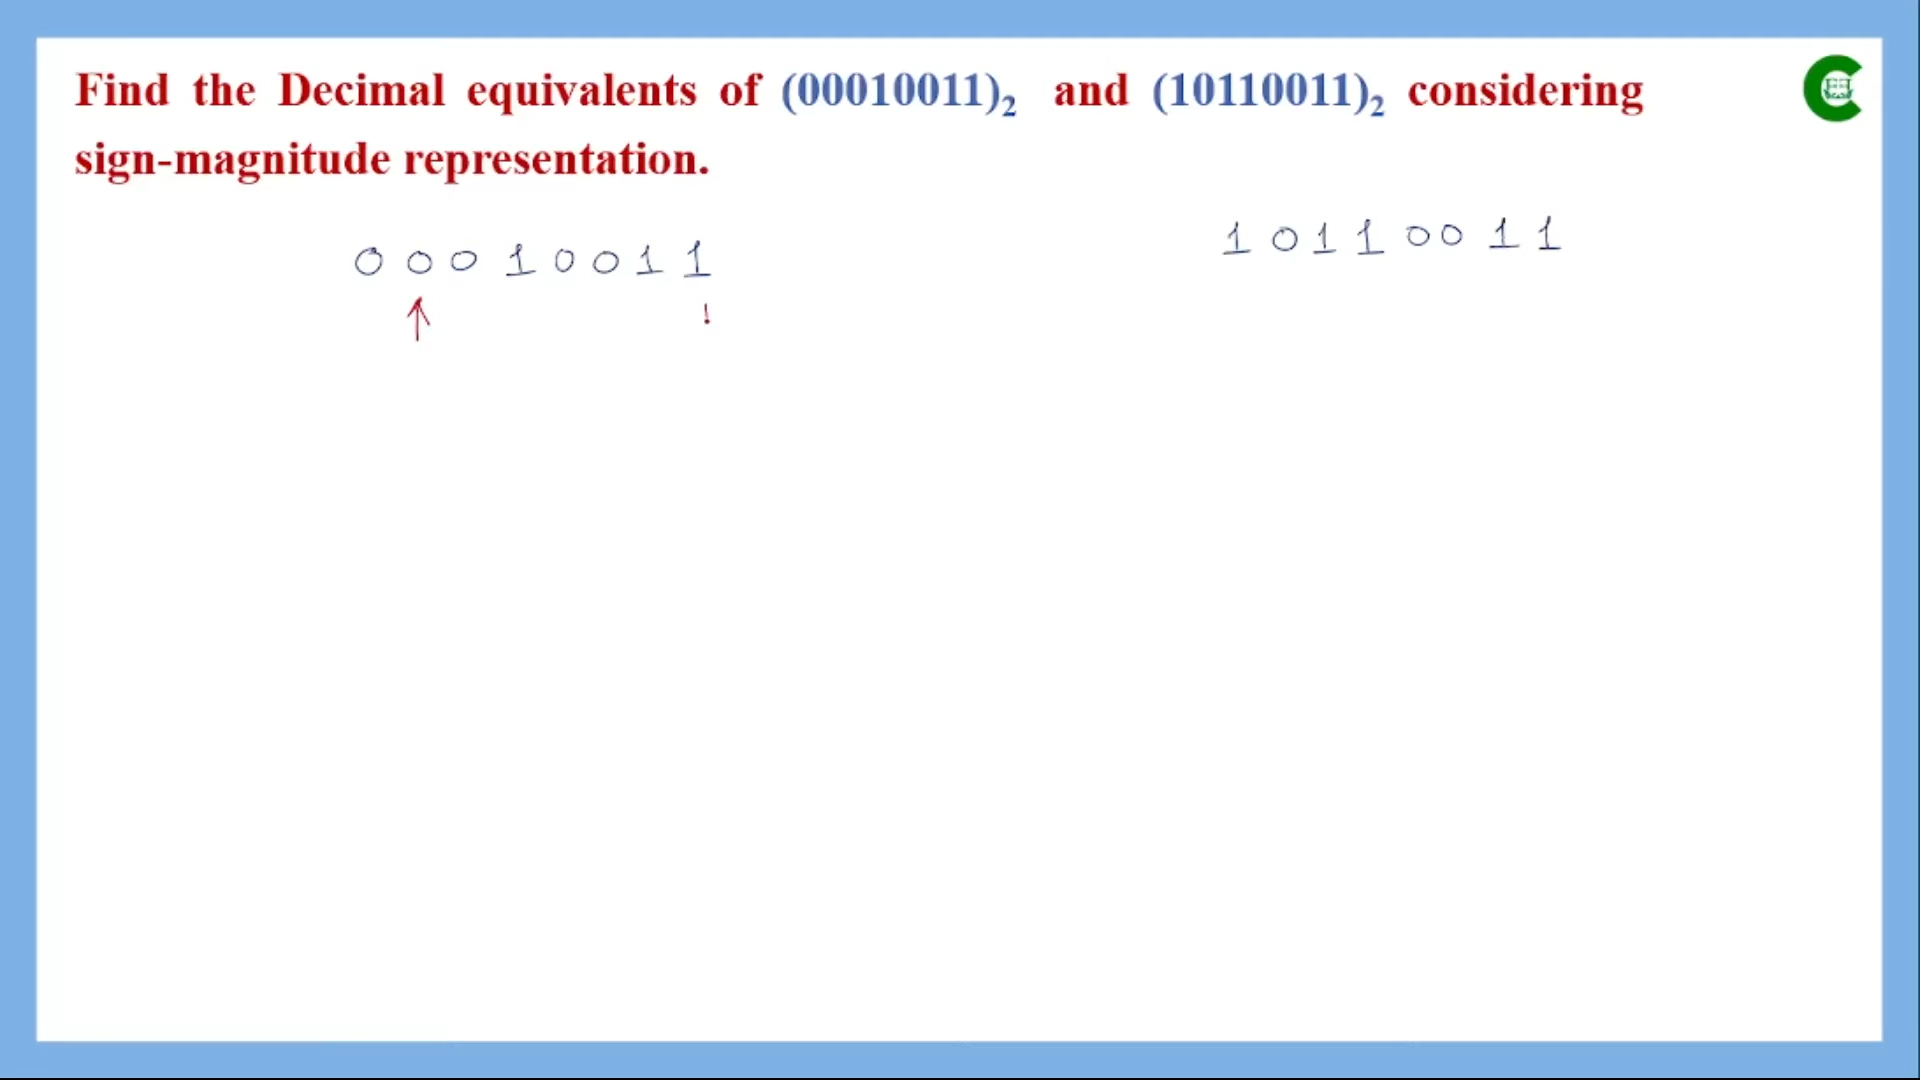 Find the Decimal equivalents of (00010011)₂ and (10110011)₂ considering
sign-magnitude representation.
0 0 0 1 0 0 1 1
1 0 1 1 0 0 1 1